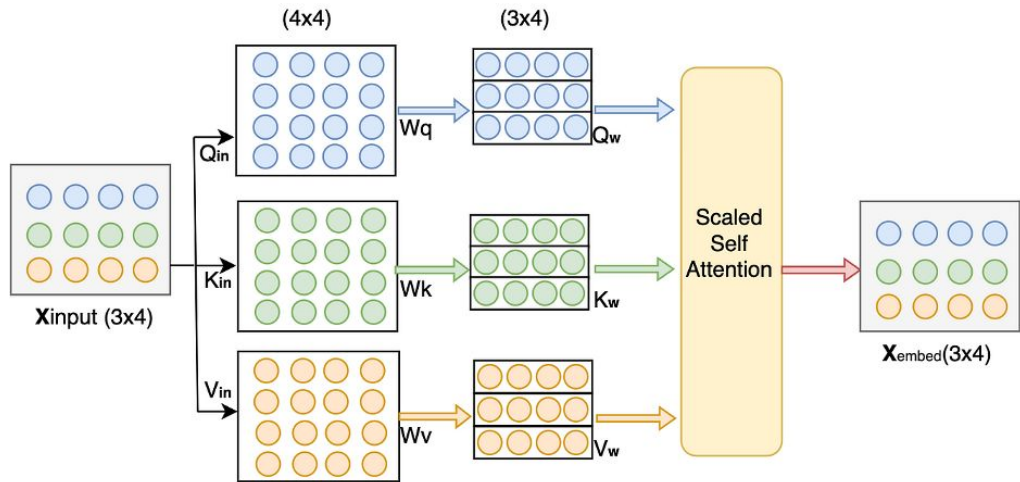 (4x4)
(3x4)
Wq
Qw
Qin
Xinput (3x4)
Kin
Wk
Kw
Scaled
Self
Attention
Xembed(3x4)
Vin
Wv
Vw